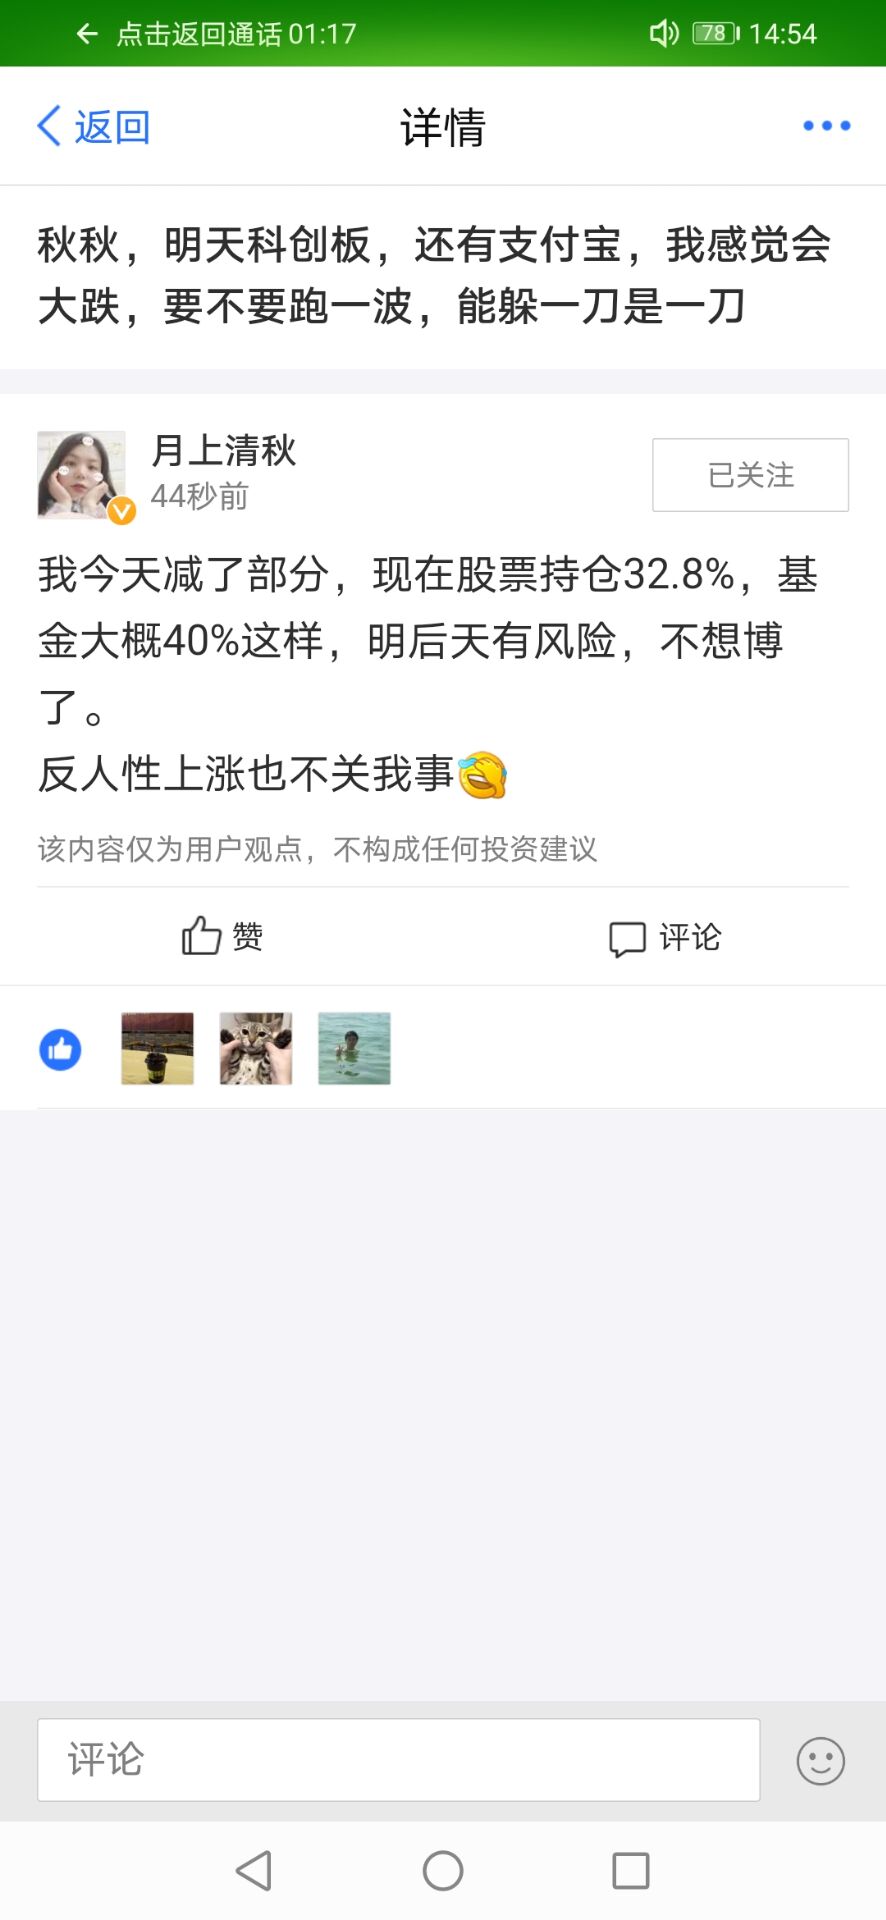 点击返回通话 01:17
78
14:54
返回
详情
秋秋，明天科创板，还有支付宝，我感觉会
大跌，要不要跑一波，能躲一刀是一刀
月上清秋
44秒前
已关注
我今天减了部分，现在股票持仓32.8%，基
金大概40%这样，明后天有风险，不想博
了。
反人性上涨也不关我事
该内容仅为用户观点，不构成任何投资建议
赞
评论
评论